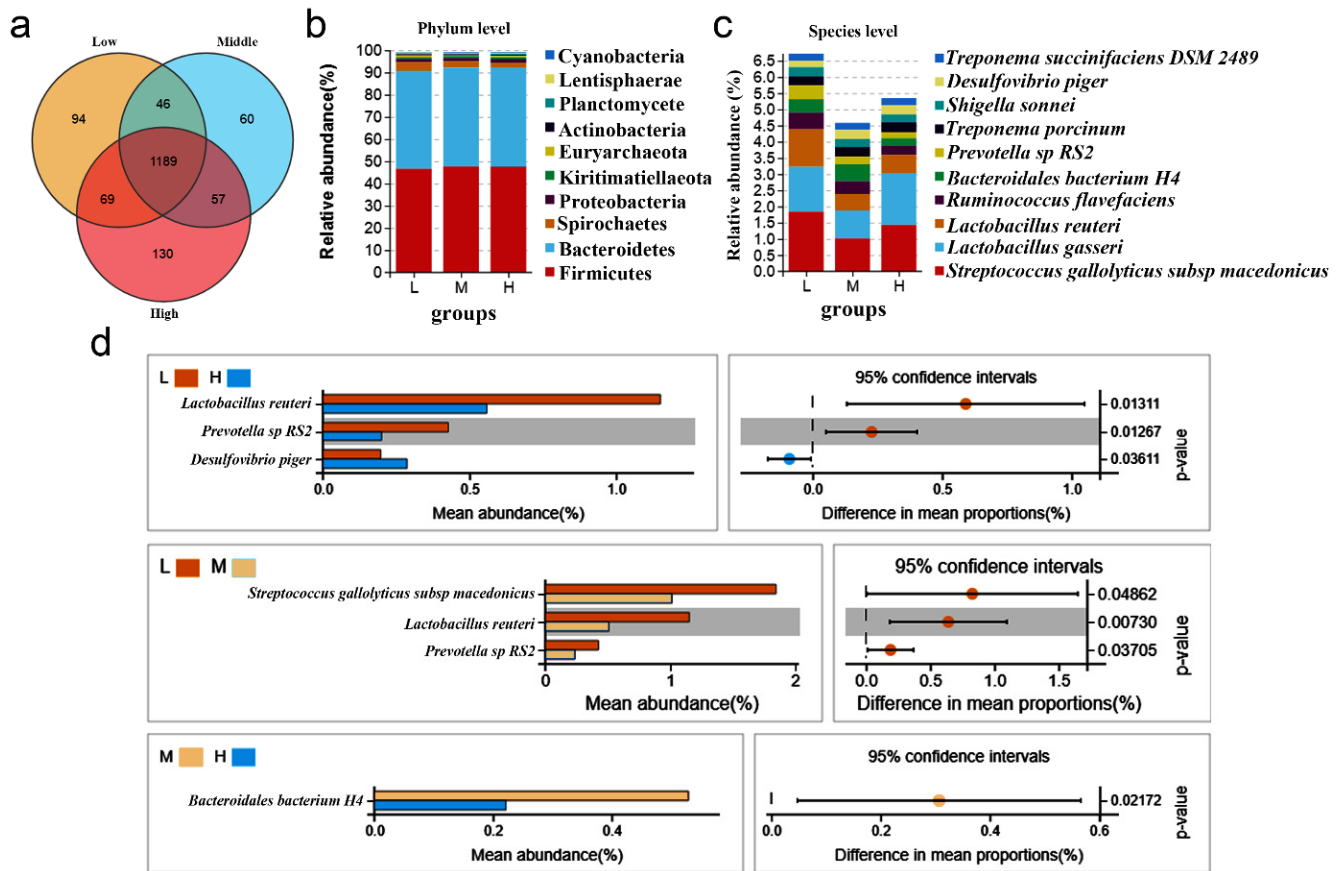 a
Low
Middle
94
46
60
1189
69
57
130
High
b
Phylum level
Relative abundance(%)
100
90
80
70
60
50
40
30
20
10
0
L
M
H
groups
Cyanobacteria
Lentisphaerae
Planctomycete
Actinobacteria
Euryarchaeota
Kiritimatiellaeota
Proteobacteria
Spirochaetes
Bacteroidetes
Firmicutes
c
Species level
Relative abundance (%)
6.5
6.0
5.5
5.0
4.5
4.0
3.5
3.0
2.5
2.0
1.5
1.0
0.5
0.0
L
M
H
groups
Treponema succinifaciens DSM 2489
Desulfovibrio piger
Shigella sonnei
Treponema porcinum
Prevotella sp RS2
Bacteroidales bacterium H4
Ruminococcus flavefaciens
Lactobacillus reuteri
Lactobacillus gasseri
Streptococcus gallolyticus subsp macedonicus
d
L H
Lactobacillus reuteri
Prevotella sp RS2
Desulfovibrio piger
0.0 0.5 1.0
Mean abundance(%)
95% confidence intervals
0.01311
0.01267
0.03611
p-value
0.0 0.5 1.0
Difference in mean proportions(%)
L M
Streptococcus gallolyticus subsp macedonicus
Lactobacillus reuteri
Prevotella sp RS2
0 1 2
Mean abundance(%)
95% confidence intervals
0.04862
0.00730
0.03705
p-value
0.0 0.5 1.0 1.5
Difference in mean proportions(%)
M H
Bacteroidales bacterium H4
0.0 0.2 0.4
Mean abundance(%)
95% confidence intervals
0.02172
p-value
0.0 0.2 0.4 0.6
Difference in mean proportions(%)